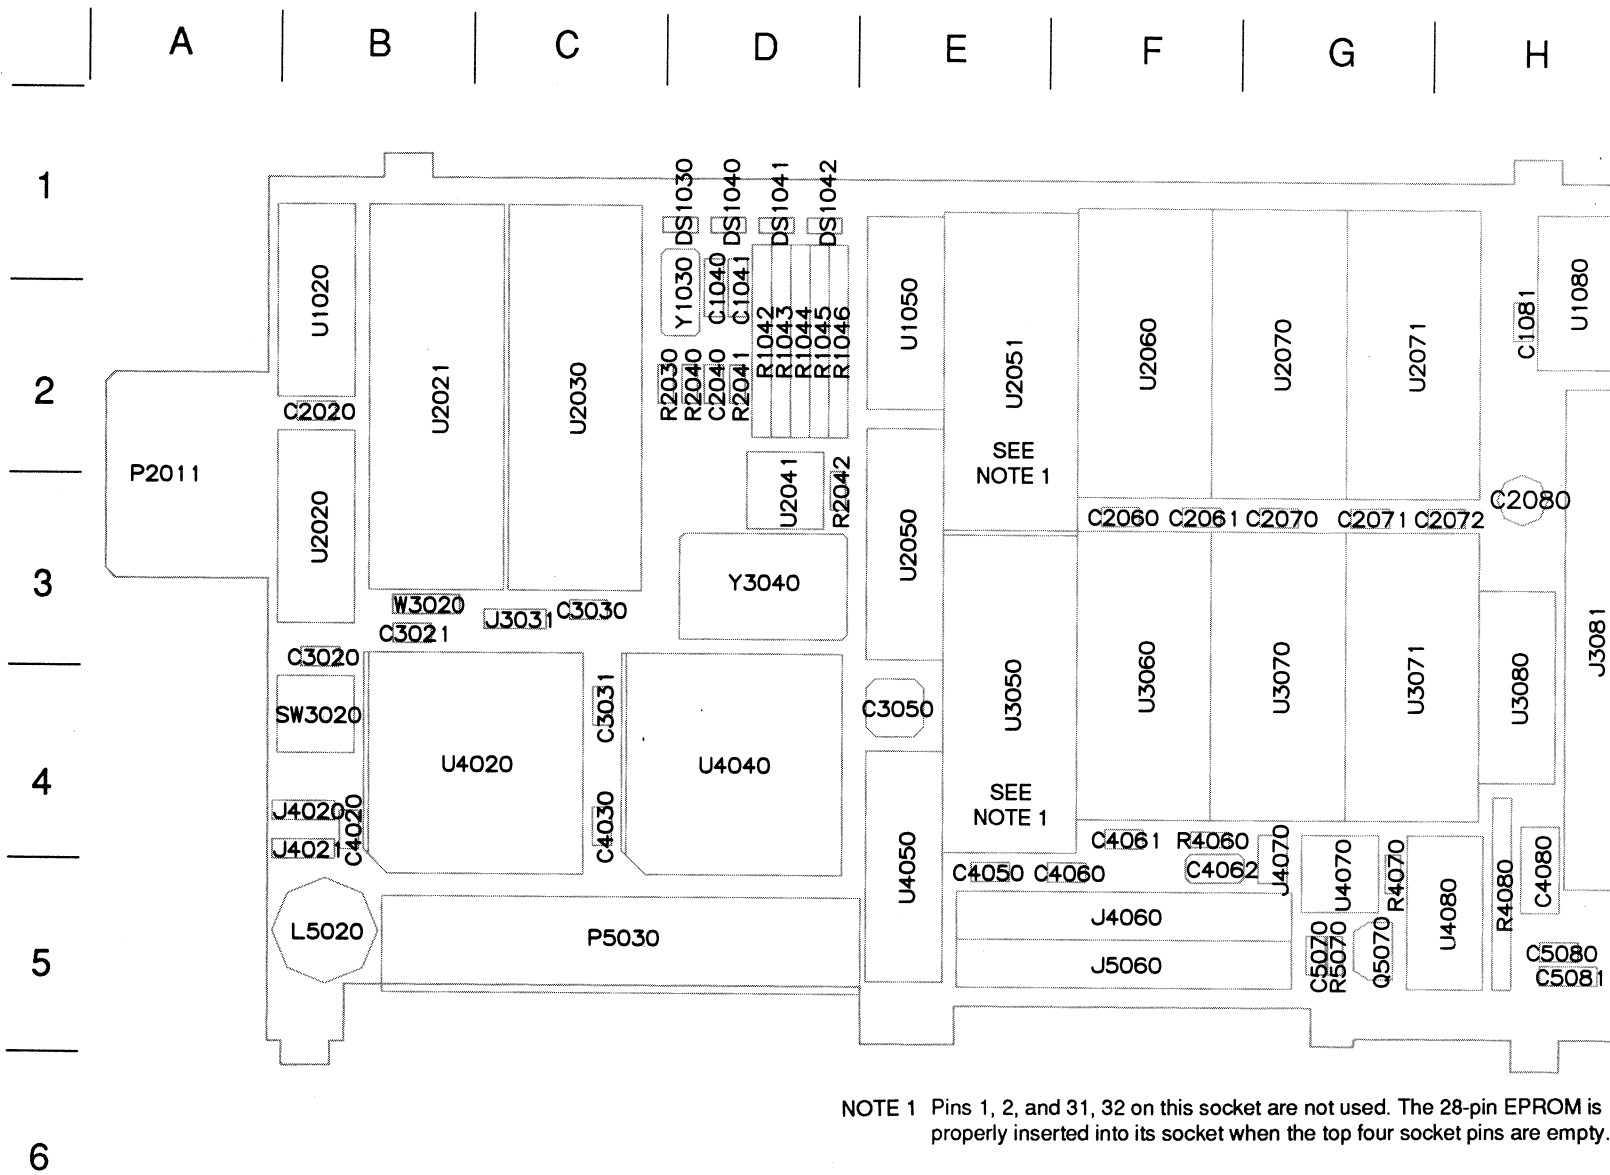 A B C D E F G H
1
DS1030 DS1040 DS1041 DS1042
U1020 Y1030 C1040 C1041 R1042 R1043 R1044 R1045 R1046 U1050 C1081 U1080
2
C2020 U2021 U2030 R2030 R2040 C2040 R2041 U2051 U2060 U2070 U2071
SEE
NOTE 1
P2011
U2020 U2041 R2042 U2050 C2060 C2061 C2070 C2071 C2072 C2080
3
Y3040
W3020 J3031 C3030
C3021
C3020
J3081
SW3020 C3031 C3050 U3050 U3060 U3070 U3071 U3080
4
U4020 U4040
SEE
NOTE 1
J4020 C4020 C4030
J4021
C4061 R4060
U4050 C4050 C4060 C4062 J4070 U4070 R4070 U4080 R4080 C4080
J4060
5
L5020 P5030
J5060 C5070 R5070 Q5070 C5080
C5081
NOTE 1 Pins 1, 2, and 31, 32 on this socket are not used. The 28-pin EPROM is
properly inserted into its socket when the top four socket pins are empty.
6